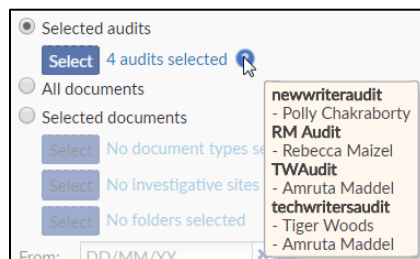 Selected audits
Select 4 audits selected
All documents
Selected documents
Select No document types se
Select No investigative sites
Select No folders selected
From: DD/MM/YY
newwriteraudit
- Polly Chakraborty
RM Audit
- Rebecca Maizel
TWAudit
- Amruta Maddel
techwritersaudit
- Tiger Woods
- Amruta Maddel